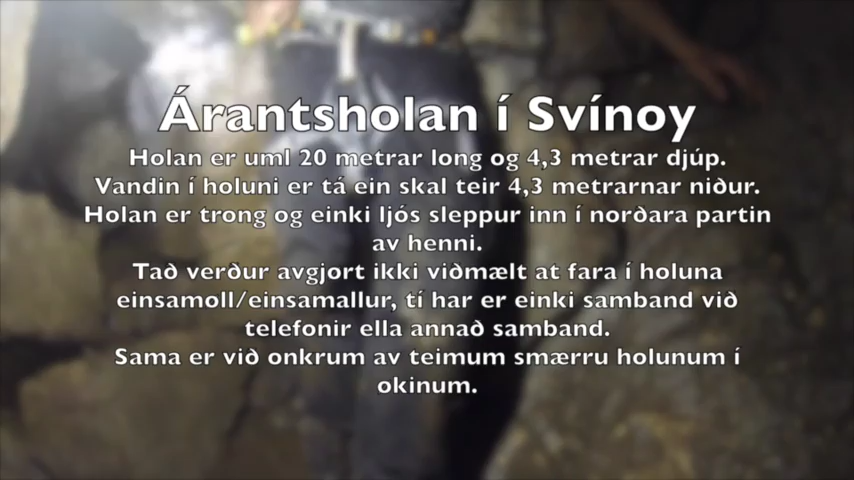 Árantsholan í Svínoy
Holan er uml 20 metrar long og 4,3 metrar djúp.
Vandin í holuni er tá ein skal teir 4,3 metrarnar niður.
Holan er trong og einki ljós sleppur inn í norðara partin
av henni.
Tað verður avgjørt ikki viðmælt at fara í holuna
einsamoll/einsamallur, tí har er einki samband við
telefonir ella annað samband.
Sama er við onkrum av teimum smærru holunum í
okinum.